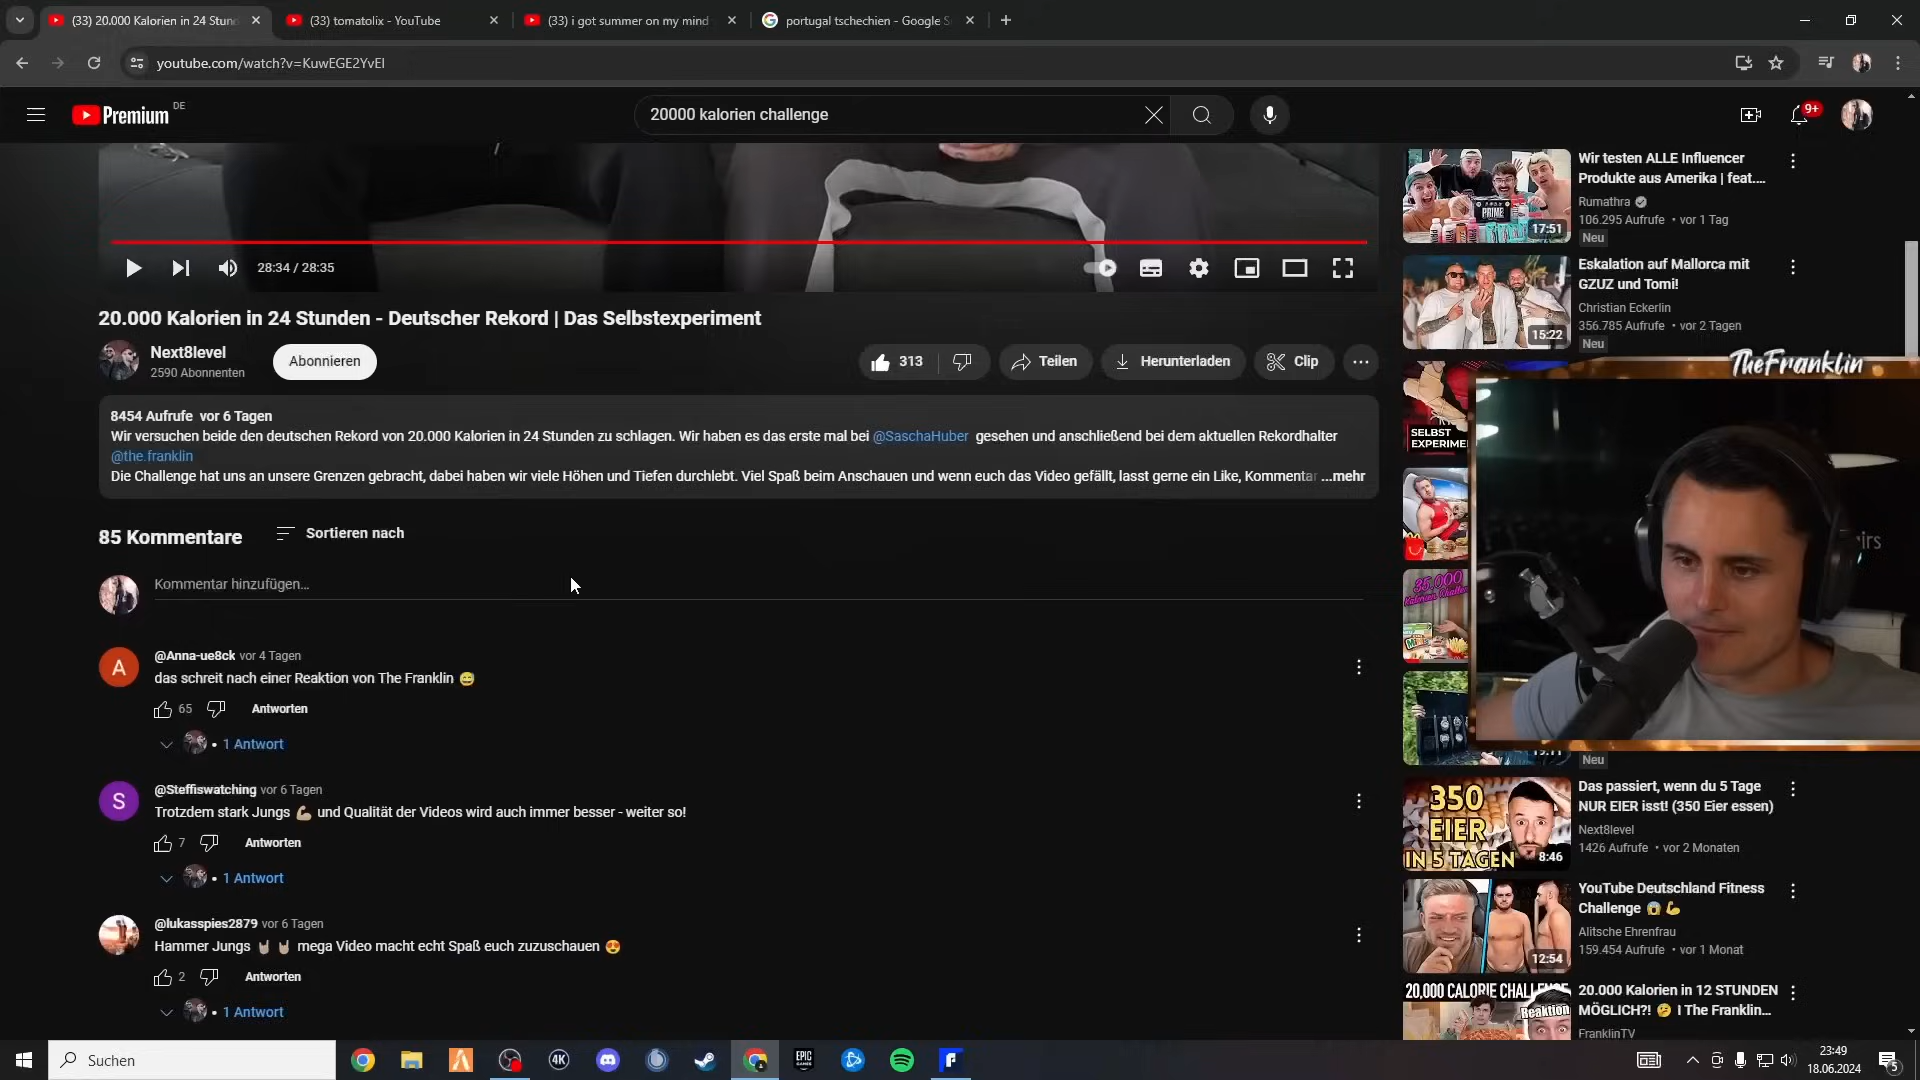 (33) 20.000 Kalorien in 24 Stun
(33) tomatolix - YouTube
(33) i got summer on my mind
portugal tschechien - Google S
youtube.com/watch?v=KuwEGE2YvEI
Premium DE
20000 kalorien challenge
9+
28:34 / 28:35
20.000 Kalorien in 24 Stunden - Deutscher Rekord | Das Selbstexperiment
Next8level
2590 Abonnenten
Abonnieren
313
Teilen
Herunterladen
Clip
8454 Aufrufe vor 6 Tagen
Wir versuchen beide den deutschen Rekord von 20.000 Kalorien in 24 Stunden zu schlagen. Wir haben es das erste mal bei @SaschaHuber gesehen und anschließend bei dem aktuellen Rekordhalter
@the.franklin
Die Challenge hat uns an unsere Grenzen gebracht, dabei haben wir viele Höhen und Tiefen durchlebt. Viel Spaß beim Anschauen und wenn euch das Video gefällt, lasst gerne ein Like, Kommentar ...mehr
85 Kommentare
Sortieren nach
Kommentar hinzufügen...
A
@Anna-ue8ck vor 4 Tagen
das schreit nach einer Reaktion von The Franklin 😅
65
Antworten
• 1 Antwort
S
@Steffiswatching vor 6 Tagen
Trotzdem stark Jungs 💪🏼 und Qualität der Videos wird auch immer besser - weiter so!
7
Antworten
• 1 Antwort
@lukasspies2879 vor 6 Tagen
Hammer Jungs 🤘🏼 🤘🏼 mega Video macht echt Spaß euch zuzuschauen 😍
2
Antworten
• 1 Antwort
PRIME
17:51
Wir testen ALLE Influencer
Produkte aus Amerika | feat....
Rumathra
106.295 Aufrufe • vor 1 Tag
Neu
15:22
Eskalation auf Mallorca mit
GZUZ und Tomi!
Christian Eckerlin
356.785 Aufrufe • vor 2 Tagen
Neu
TheFranklin
SELBST
EXPERIME
35.000
Neu
350
EIER
IN 5 TAGEN
8:46
Das passiert, wenn du 5 Tage
NUR EIER isst! (350 Eier essen)
Next8level
1426 Aufrufe • vor 2 Monaten
12:54
YouTube Deutschland Fitness
Challenge 😱 💪
Alitsche Ehrenfrau
159.454 Aufrufe • vor 1 Monat
20,000 CALORIE CHALLENGE
Reaktion
20.000 Kalorien in 12 STUNDEN
MÖGLICH?! 🤔 I The Franklin...
FranklinTV
Suchen
4K
EPIC
GAMES
23:49
18.06.2024
5